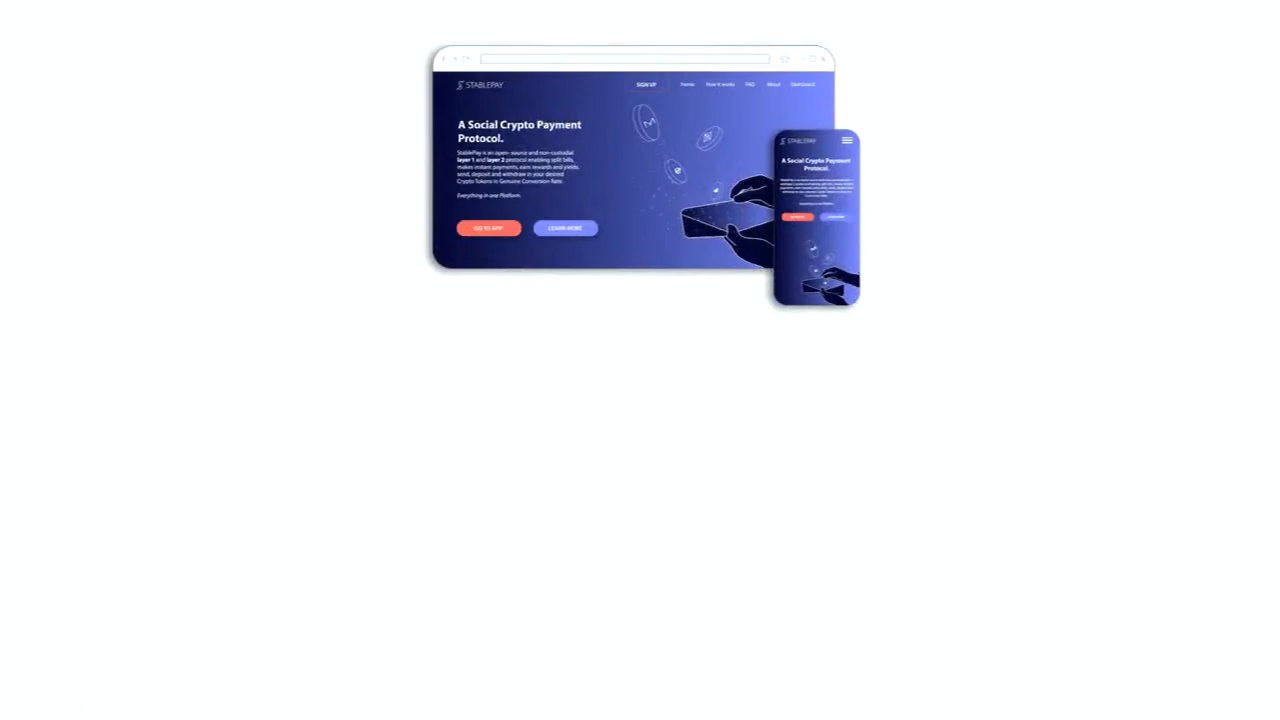 STABLEPAY
SIGN UP Home How it works FAQ About Dashboard
A Social Crypto Payment
Protocol.
StablePay is an open- source and non-custodial
layer 1 and layer 2 protocol enabling split bills,
makes instant payments, earn rewards and yields,
send, deposit and withdraw in your desired
Crypto Tokens in Genuine Conversion Rate.
Everything in one Platform.
GO TO APP LEARN MORE
STABLEPAY
A Social Crypto Payment
Protocol.